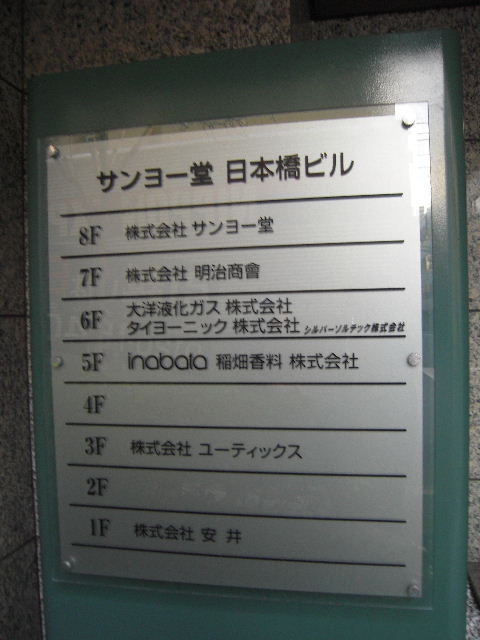 サンヨー堂 日本橋ビル
8F 株式会社 サンヨー堂
7F 株式会社 明治商會
6F 大洋液化ガス 株式会社
タイヨーニック 株式会社 シルバーソルテック株式会社
5F inabata 稲畑香料 株式会社
4F
3F 株式会社 ユーティックス
2F
1F 株式会社 安井